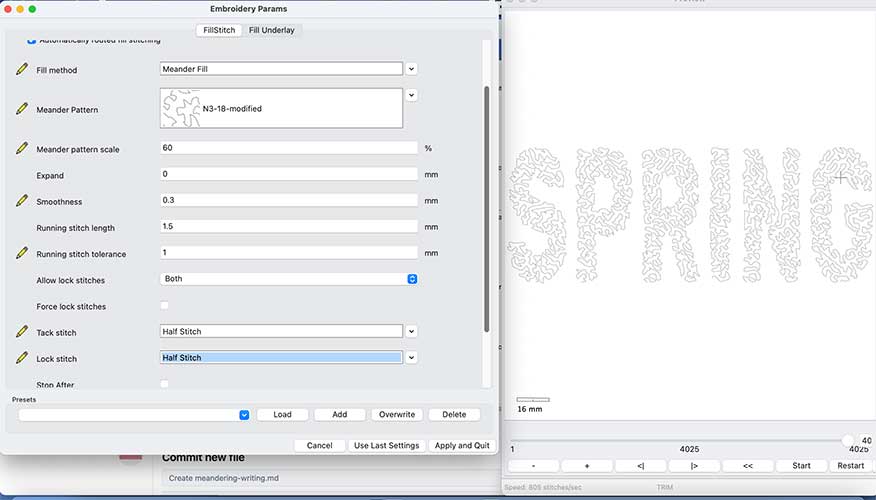 Embroidery Params
FillStitch Fill Underlay
Automatically routed fill stitching
Fill method Meander Fill
Meander Pattern N3-18-modified
Meander pattern scale 60 %
Expand 0 mm
Smoothness 0.3 mm
Running stitch length 1.5 mm
Running stitch tolerance 1 mm
Allow lock stitches Both
Force lock stitches
Tack stitch Half Stitch
Lock stitch Half Stitch
Stop After
Presets
Load Add Overwrite Delete
Cancel Use Last Settings Apply and Quit
Commit new file
Create meandering-writing.md
Preview
SPRING
16 mm
40
1 4025 4025
- + <| |> << Start Restart
Speed: 805 stitches/sec TRIM